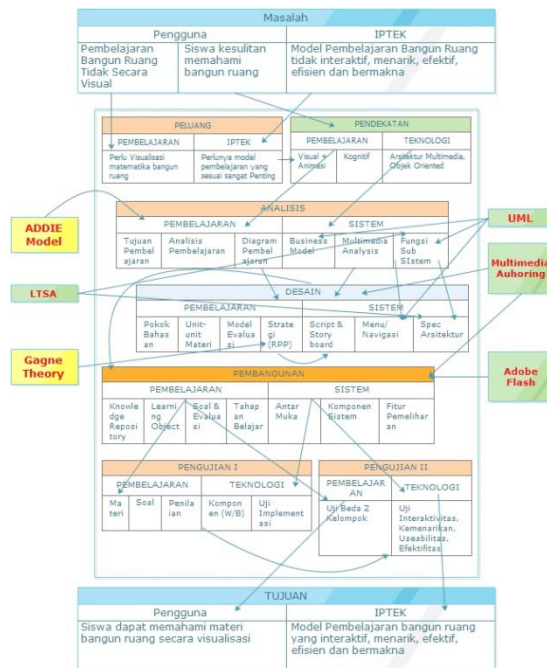 Masalah
Pengguna
IPTEK
Pembelajaran
Bangun Ruang
Tidak Secara
Visual
Siswa kesulitan
memahami
bangun ruang
Model Pembelajaran Bangun Ruang
tidak interaktif, menarik, efektif,
efisien dan bermakna
PELUANG
PEMBELAJARAN
IPTEK
Perlu Visualisasi
matematika bangun
ruang
Perlunya model
pembelajaran yang
sesuai sangat Penting
PENDEKATAN
PEMBELAJARAN
TEKNOLOGI
Visual +
Animasi
Kognitif
Arsitektur Multimedia,
Objek Oriented
ADDIE
Model
LTSA
Gagne
Theory
UML
Multimedia
Auhoring
Adobe
Flash
ANALISIS
PEMBELAJARAN
SISTEM
Tujuan Pembel
ajaran
Analisis
Pembelajaran
Diagram
Pembel
ajaran
Business
Model
Multimedia
Analysis
Fungsi
Sub
SIstem
DESAIN
PEMBELAJARAN
SISTEM
Pokok
Bahas
an
Unit-
unit
Materi
Model
Evalua
si
Strate
gi
(RPP)
Script &
Story
board
Menu/
Navigasi
Spec
Arsitektur
PEMBANGUNAN
PEMBELAJARAN
SISTEM
Knowle
dge
Reposi
tory
Learni
ng
Object
Soal &
Evalua
si
Tahap
an
Belajar
Antar
Muka
Komponen
Sistem
Fitur
Pemelihar
an
PENGUJIAN I
PEMBELAJARAN
TEKNOLOGI
Ma
teri
Soal
Penila
ian
Kompon
en (W/B)
Uji
Implement
asi
PENGUJIAN II
PEMBELAJAR
AN
TEKNOLOGI
Uji Beda 2
Kelompok
Uji
Interaktivitas,
Kemenarikan,
Useabilitas,
Efektifitas
TUJUAN
Pengguna
IPTEK
Siswa dapat memahami materi
bangun ruang secara visualisasi
Model Pembelajaran bangun ruang
yang interaktif, menarik, efektif,
efisien dan bermakna